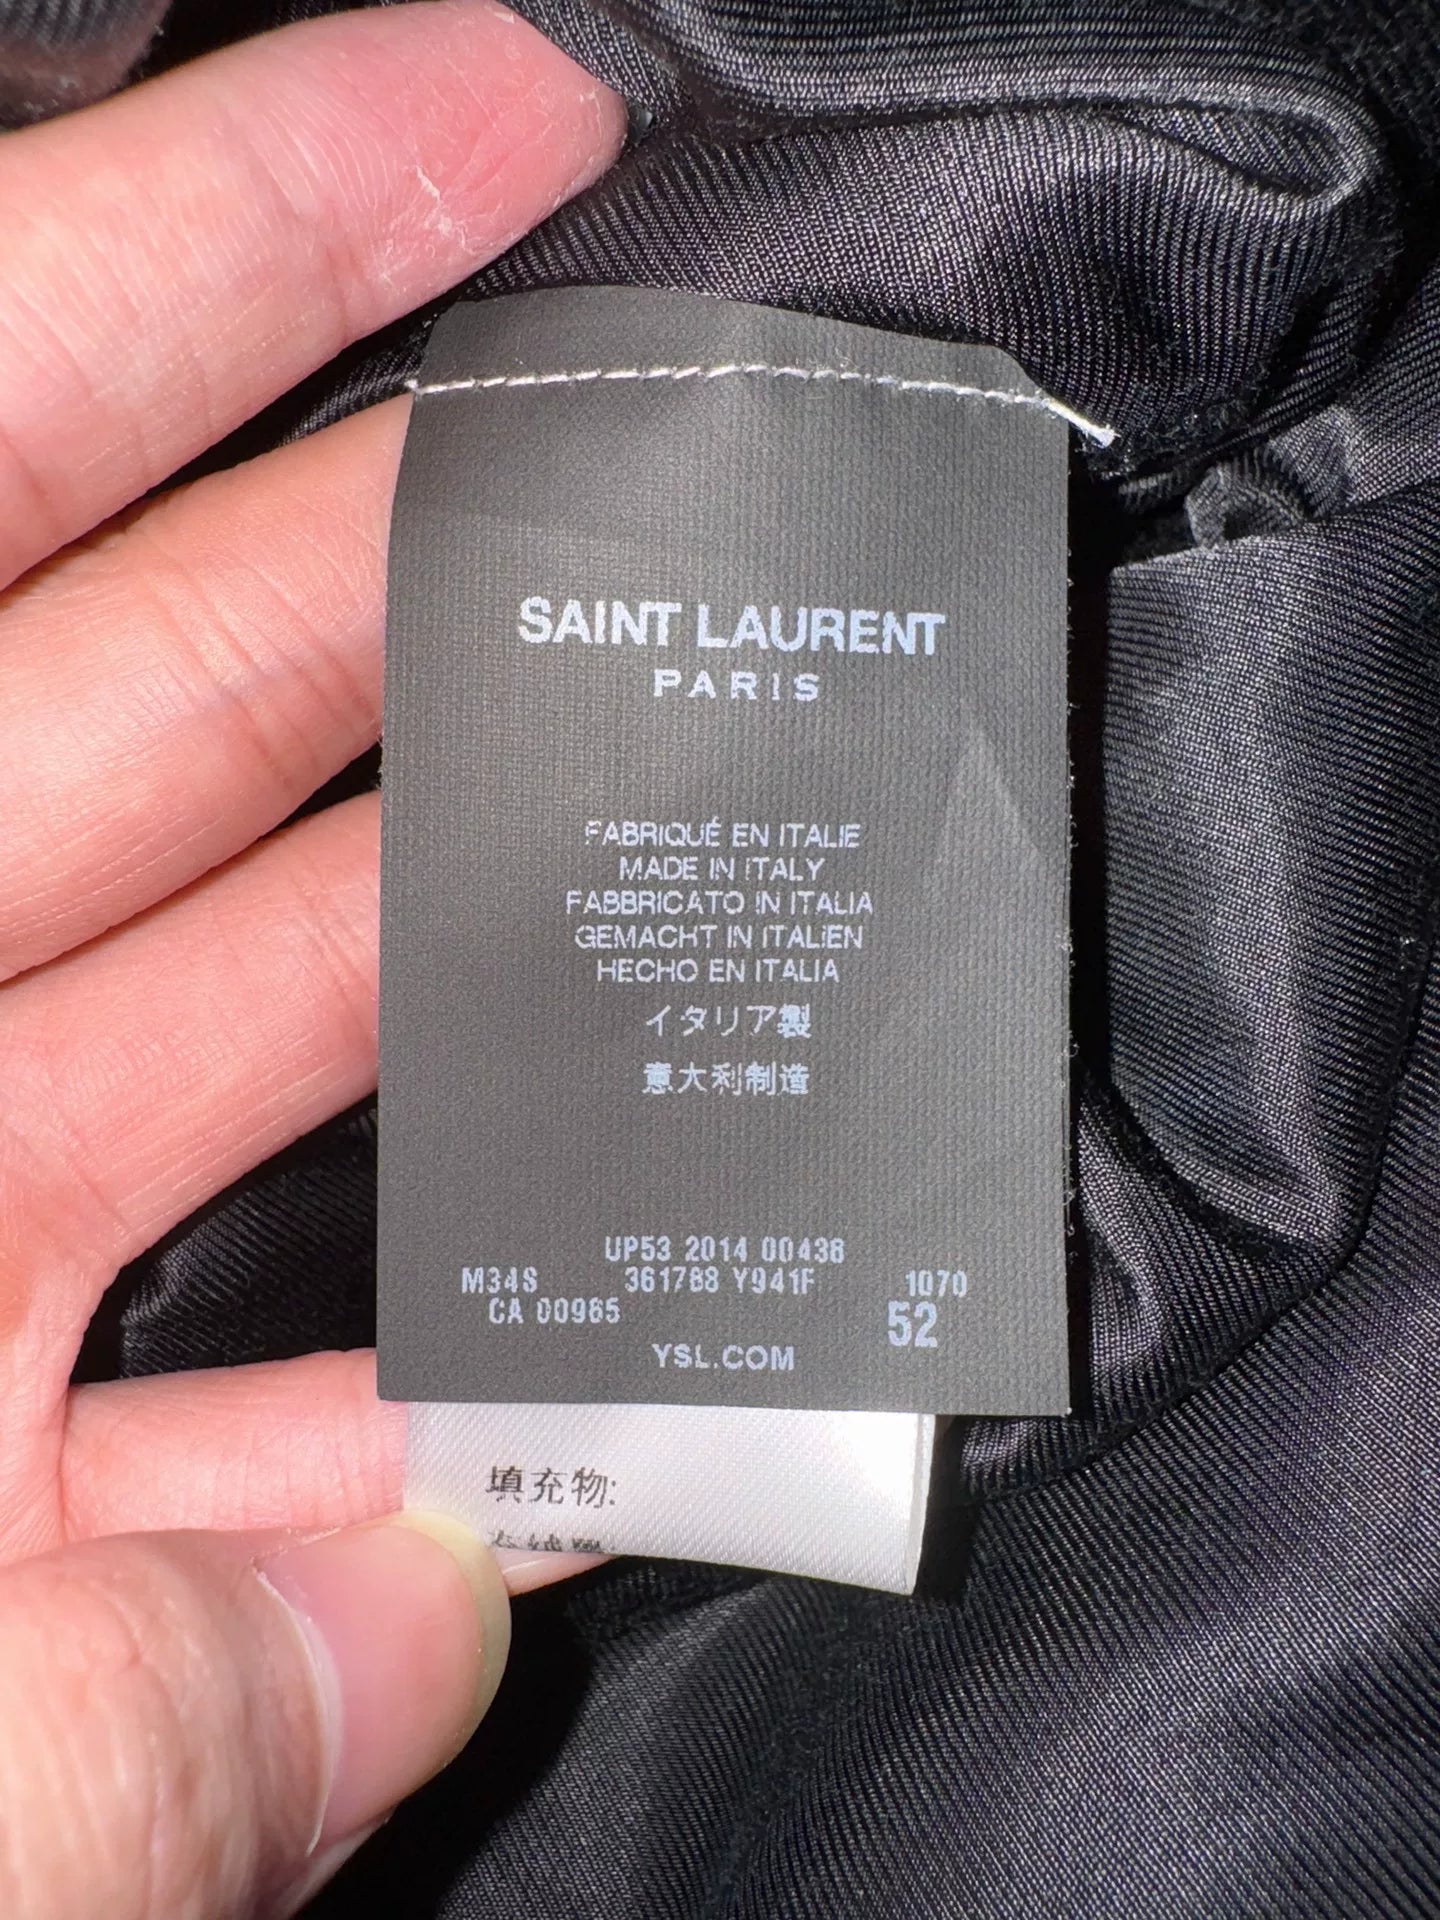 SAINT LAURENT
PARIS
FABRIQUÉ EN ITALIE
MADE IN ITALY
FABBRICATO IN ITALIA
GEMACHT IN ITALIEN
HECHO EN ITALIA
イタリア製
意大利制造
UP53 2014 00436
M34S 361788 Y941F 1070
CA 00965 52
YSL.COM
填充物: